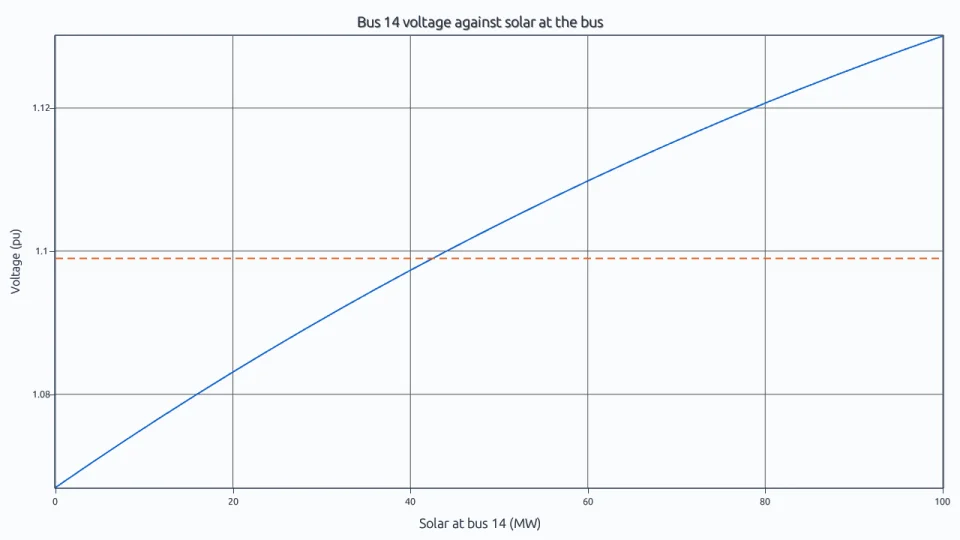 Bus 14 voltage against solar at the bus
1.12
1.1
1.08
Voltage (pu)
0 20 40 60 80 100
Solar at bus 14 (MW)